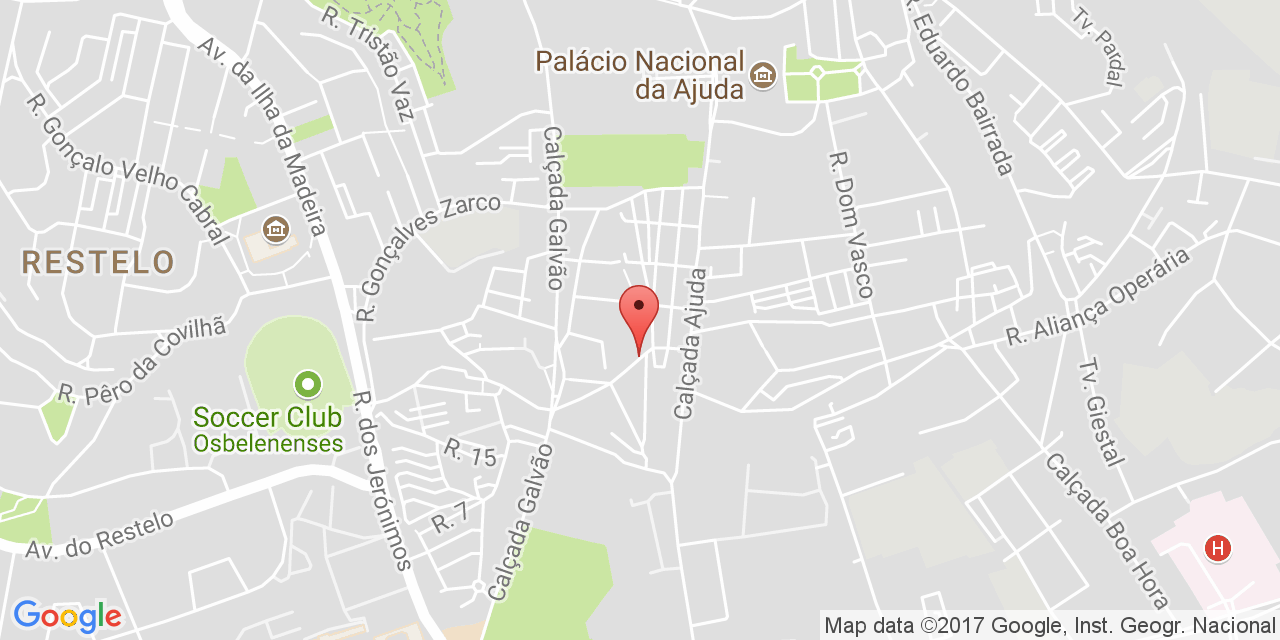 R. Tristão Vaz
R. Eduardo Bairrada
Tv. Pardal
Av. da Ilha da Madeira
Palácio Nacional
da Ajuda
R. Gonçalo Velho Cabral
Calçada Galvão
R. Dom Vasco
R. Gonçalves Zarco
RESTELO
Calçada Ajuda
R. Aliança Operária
R. Pêro da Covilhã
Soccer Club
Osbelenenses
R. dos Jerónimos
Tv. Giestal
R. 15
R. 7
Calçada Galvão
Calçada Boa Hora
Av. do Restelo
H
Google
Map data ©2017 Google, Inst. Geogr. Nacional